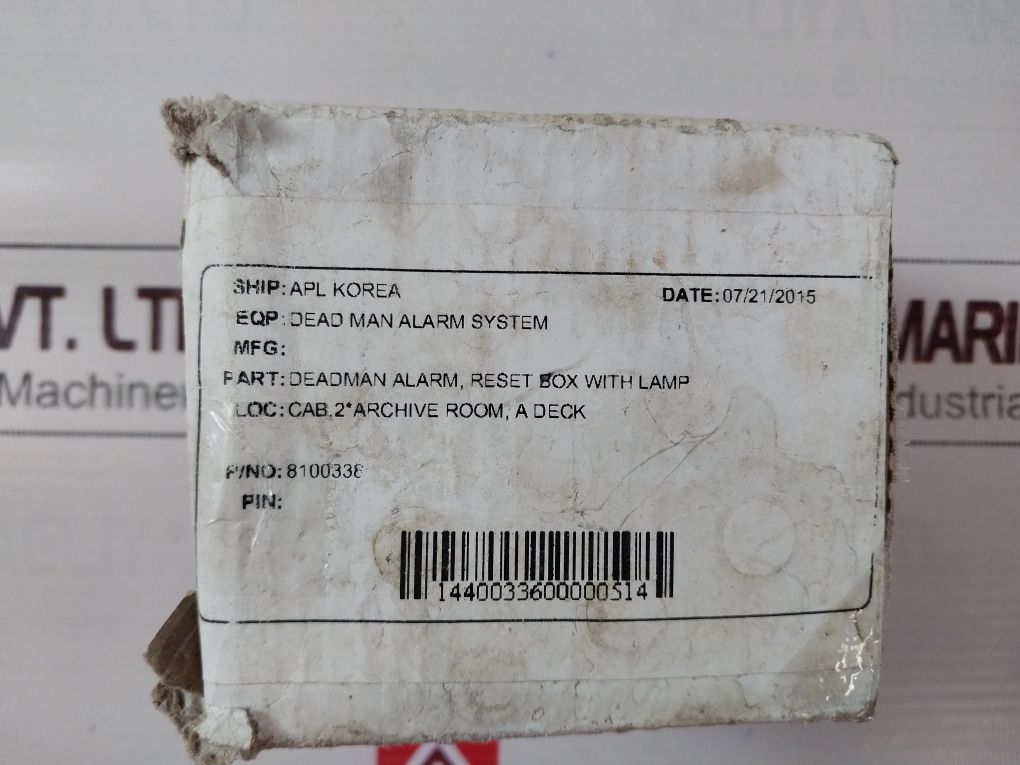 SHIP: APL KOREA DATE: 07/21/2015
EQP: DEAD MAN ALARM SYSTEM
MFG:
PART: DEADMAN ALARM, RESET BOX WITH LAMP
LOC: CAB.2*ARCHIVE ROOM, A DECK
P/NO: 8100338
PIN:
1440033600000514
VT. LT MARI
Machine dustria